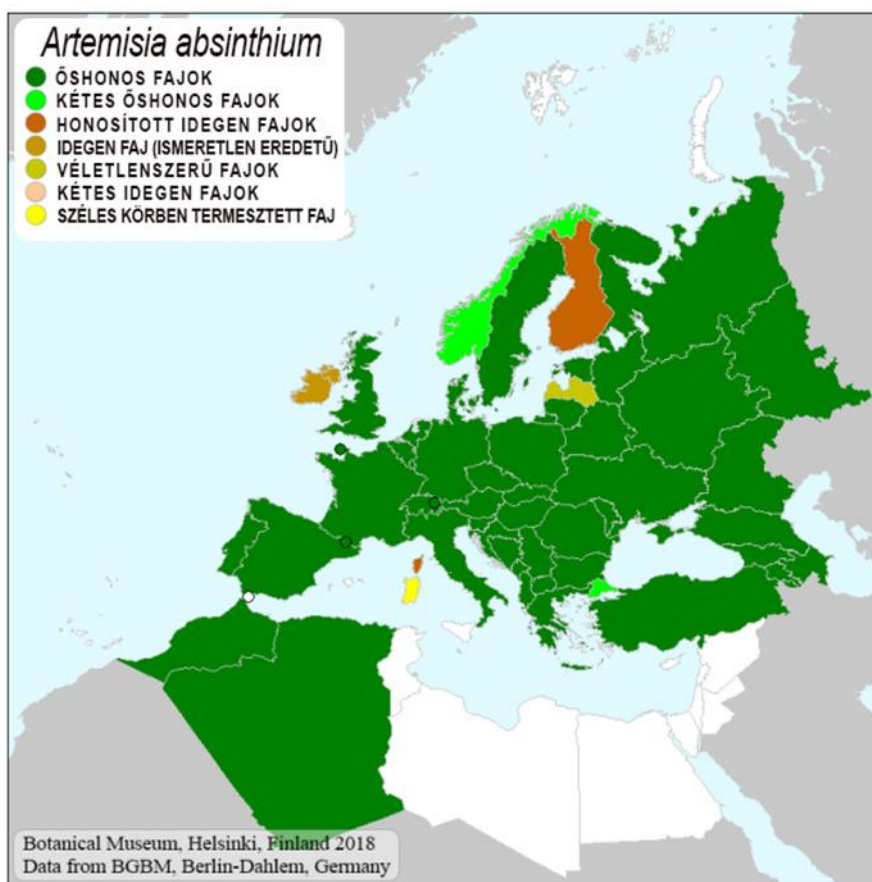 Artemisia absinthium
ŐSHONOS FAJOK
KÉTES ŐSHONOS FAJOK
HONOSÍTOTT IDEGEN FAJOK
IDEGEN FAJ (ISMERETLEN EREDETŰ)
VÉLETLENSZERŰ FAJOK
KÉTES IDEGEN FAJOK
SZÉLES KÖRBEN TERMESZTETT FAJ
Botanical Museum, Helsinki, Finland 2018
Data from BGBM, Berlin-Dahlem, Germany